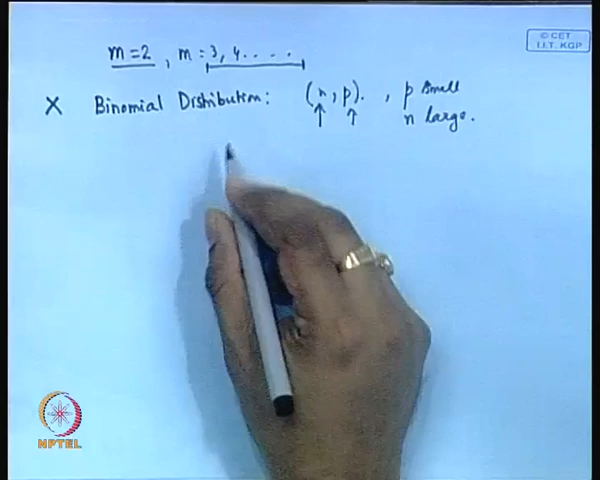 m = 2 , m = 3, 4 . . . .
© CET
I.I.T. KGP
X Binomial Distribution : (n, p). , p small
n large.
NPTEL